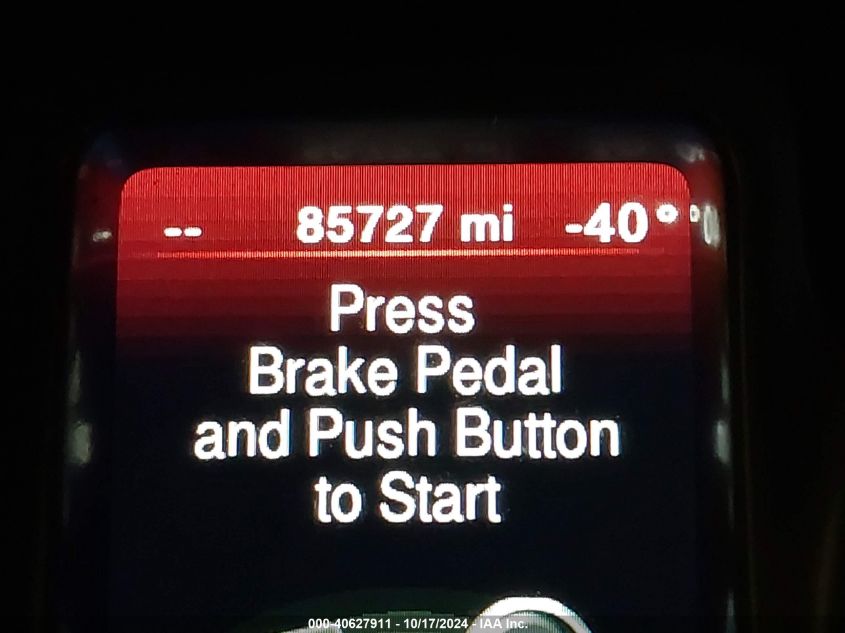 -- 85727 mi -40°
Press
Brake Pedal
and Push Button
to Start
000-40627911 - 10/17/2024 - IAA Inc.